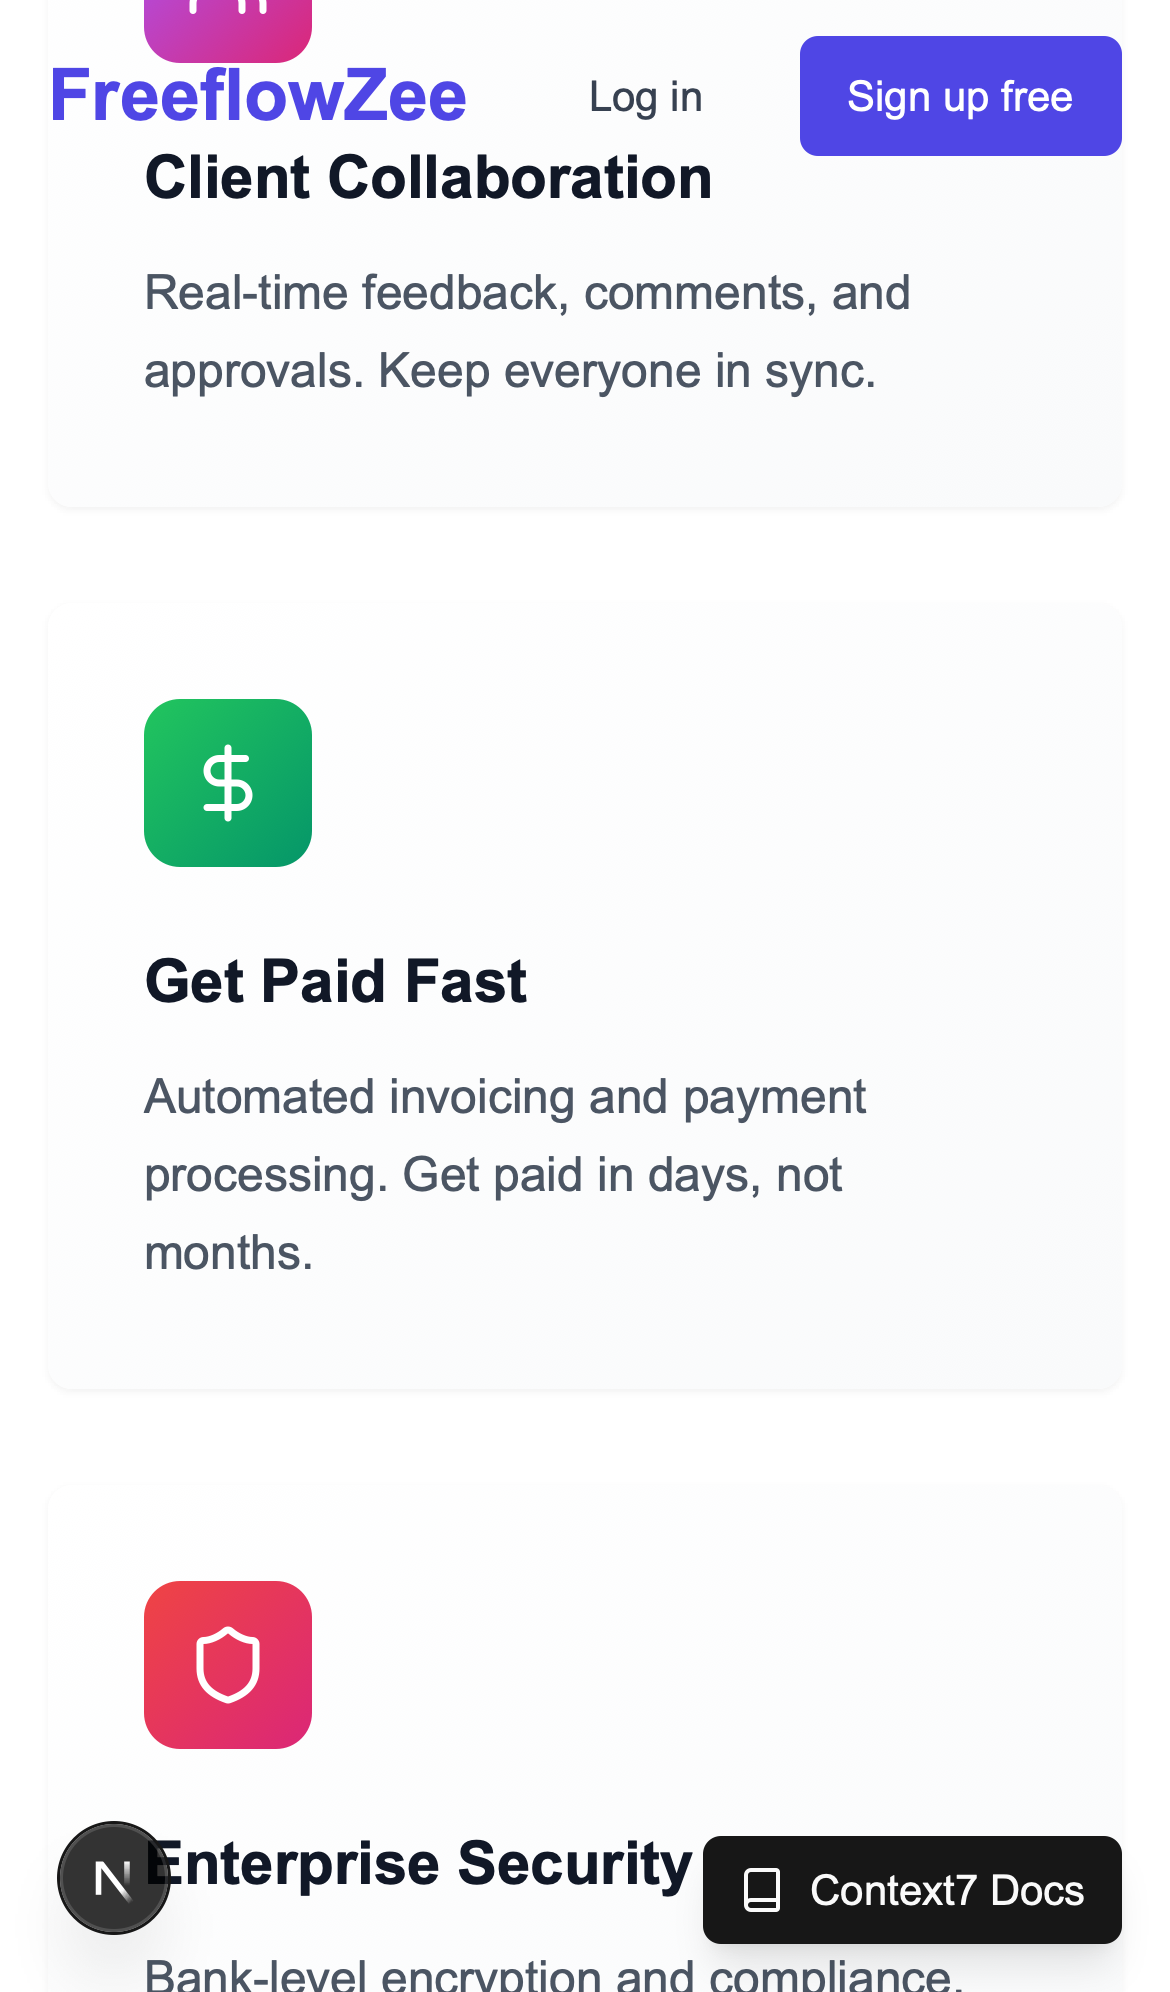 FreeflowZee
Log in
Sign up free
Client Collaboration
Real-time feedback, comments, and
approvals. Keep everyone in sync.
Get Paid Fast
Automated invoicing and payment
processing. Get paid in days, not
months.
Enterprise Security
N
Context7 Docs
Bank-level encryption and compliance.